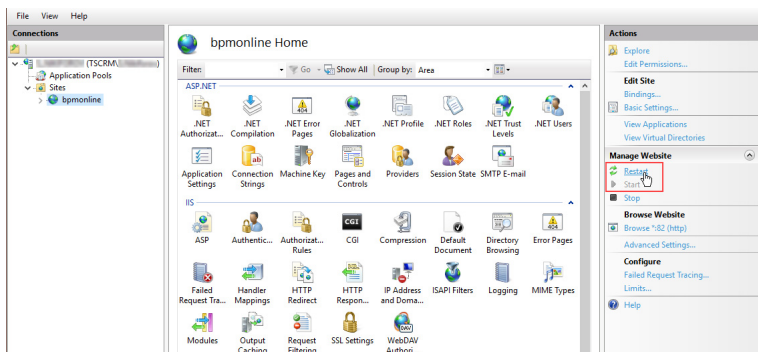 File View Help
Connections
(TSCRM\
Application Pools
Sites
bpmonline
bpmonline Home
Filter: Go Show All Group by: Area
ASP.NET
.NET Authorizat... .NET Compilation .NET Error Pages .NET Globalization .NET Profile .NET Roles .NET Trust Levels .NET Users
404
Application Settings Connection Strings Machine Key Pages and Controls Providers Session State SMTP E-mail
ab
IIS
ASP Authentic... Authorizat... Rules CGI Compression Default Document Directory Browsing Error Pages
CGI
404
Failed Request Tra... Handler Mappings HTTP Redirect HTTP Respon... IP Address and Doma... ISAPI Filters Logging MIME Types
Modules Output Caching Request Filtering SSL Settings WebDAV Authori...
DAV
Actions
Explore
Edit Permissions...
Edit Site
Bindings...
Basic Settings...
View Applications
View Virtual Directories
Manage Website
Restart
Start
Stop
Browse Website
Browse *:82 (http)
Advanced Settings...
Configure
Failed Request Tracing...
Limits...
Help